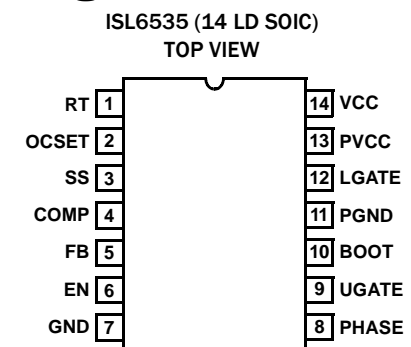 ISL6535 (14 LD SOIC)
TOP VIEW
RT 1 14 VCC
OCSET 2 13 PVCC
SS 3 12 LGATE
COMP 4 11 PGND
FB 5 10 BOOT
EN 6 9 UGATE
GND 7 8 PHASE